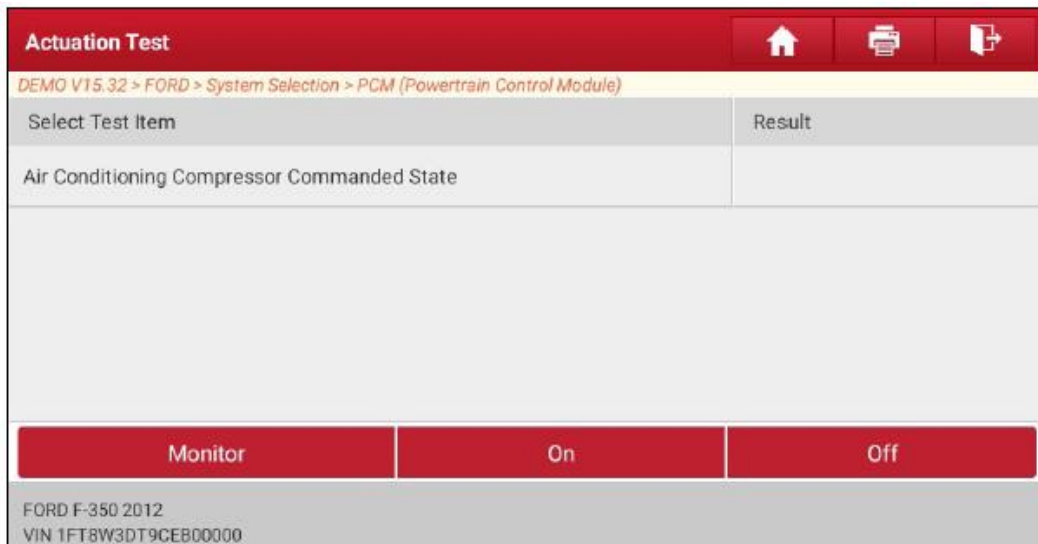 Actuation Test
DEMO V15.32 > FORD > System Selection > PCM (Powertrain Control Module)
Select Test Item Result
Air Conditioning Compressor Commanded State
Monitor On Off
FORD F-350 2012
VIN 1FT8W3DT9CEB00000